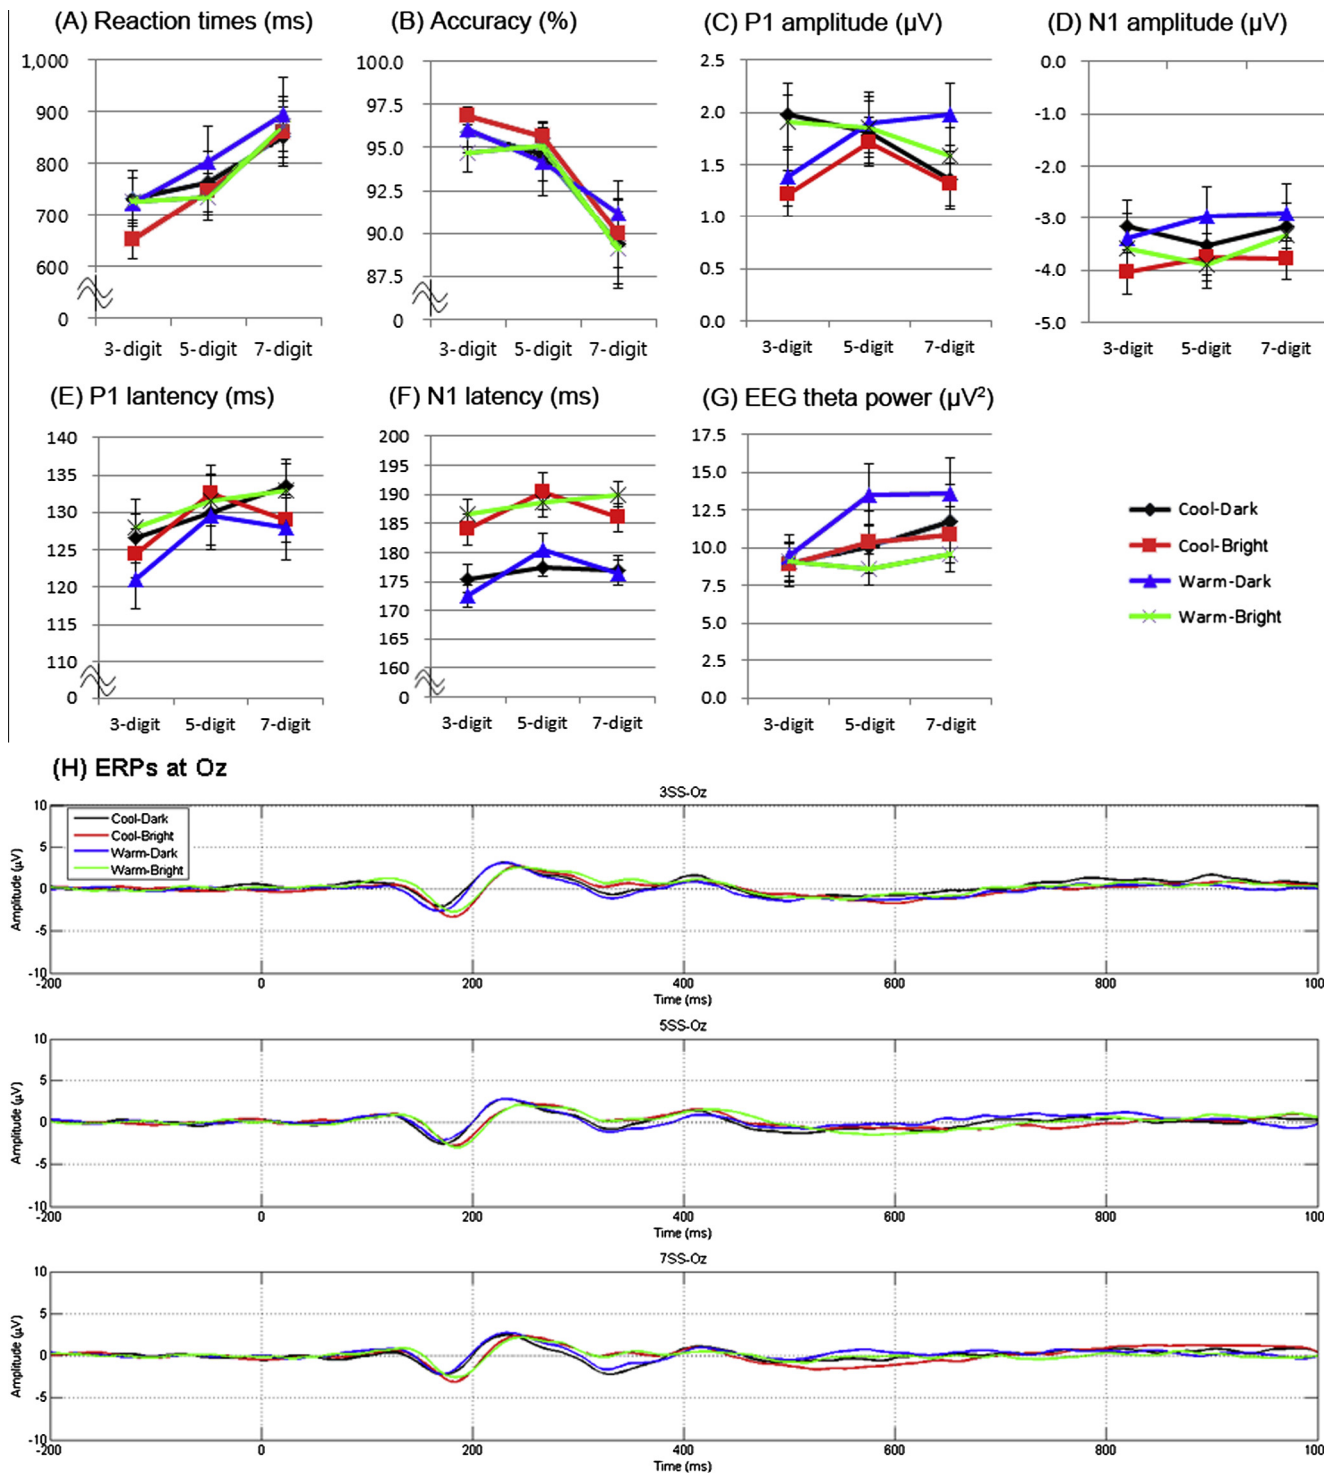 (A) Reaction times (ms)
1,000
900
800
700
600
0
3-digit 5-digit 7-digit
(B) Accuracy (%)
100.0
97.5
95.0
92.5
90.0
87.5
0
3-digit 5-digit 7-digit
(C) P1 amplitude (µV)
2.5
2.0
1.5
1.0
0.5
0.0
3-digit 5-digit 7-digit
(D) N1 amplitude (µV)
0.0
-1.0
-2.0
-3.0
-4.0
-5.0
3-digit 5-digit 7-digit
(E) P1 lantency (ms)
140
135
130
125
120
115
110
0
3-digit 5-digit 7-digit
(F) N1 latency (ms)
200
195
190
185
180
175
170
165
160
0
3-digit 5-digit 7-digit
(G) EEG theta power (µV²)
17.5
15.0
12.5
10.0
7.5
5.0
2.5
0.0
3-digit 5-digit 7-digit
Cool-Dark
Cool-Bright
Warm-Dark
Warm-Bright
(H) ERPs at Oz
3SS-Oz
Cool-Dark
Cool-Bright
Warm-Dark
Warm-Bright
Amplitude (µV)
10
5
0
-5
-10
-200 0 200 400 600 800 100
Time (ms)
5SS-Oz
Amplitude (µV)
10
5
0
-5
-10
-200 0 200 400 600 800 100
Time (ms)
7SS-Oz
Amplitude (µV)
10
5
0
-5
-10
-200 0 200 400 600 800 100
Time (ms)